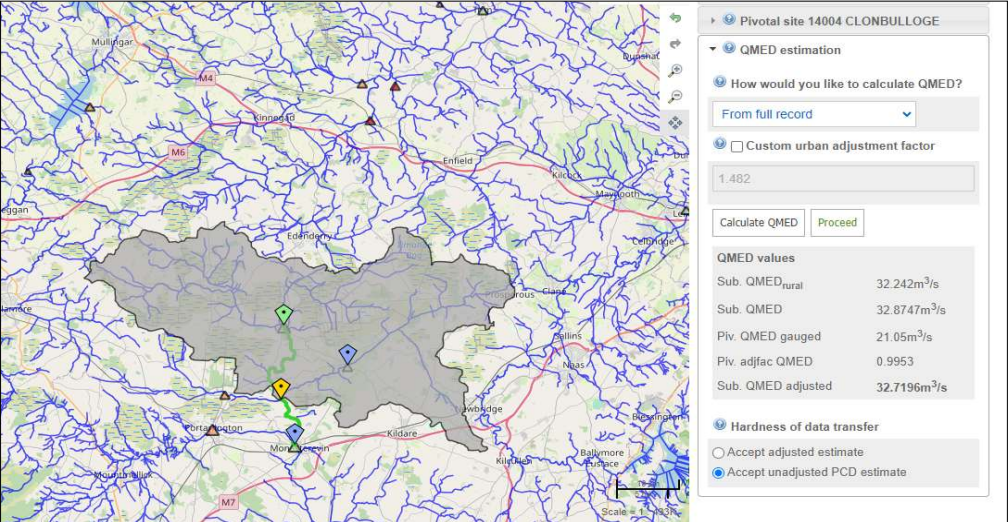 Mullingar
M4
Kinnegad
M6
Enfield
Kilcock
Maynooth
eggan
Edenderry
Celbridge
Prosperous
Clane
Sallins
Naas
Portarlington
Kildare
Monasterevin
Blessington
Kilcullen
Ballymore
Eustace
Mountmellick
M7
Pivotal site 14004 CLONBULLOGE
QMED estimation
How would you like to calculate QMED?
From full record
Custom urban adjustment factor
1.482
Calculate QMED Proceed
QMED values
Sub. QMEDrural 32.242m³/s
Sub. QMED 32.8747m³/s
Piv. QMED gauged 21.05m³/s
Piv. adjfac QMED 0.9953
Sub. QMED adjusted 32.7196m³/s
Hardness of data transfer
Accept adjusted estimate
Accept unadjusted PCD estimate